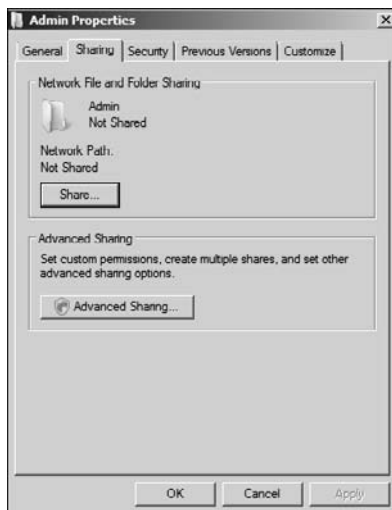 Admin Properties
General Sharing Security Previous Versions Customize
Network File and Folder Sharing
Admin
Not Shared
Network Path:
Not Shared
Share...
Advanced Sharing
Set custom permissions, create multiple shares, and set other
advanced sharing options.
Advanced Sharing...
OK Cancel Apply